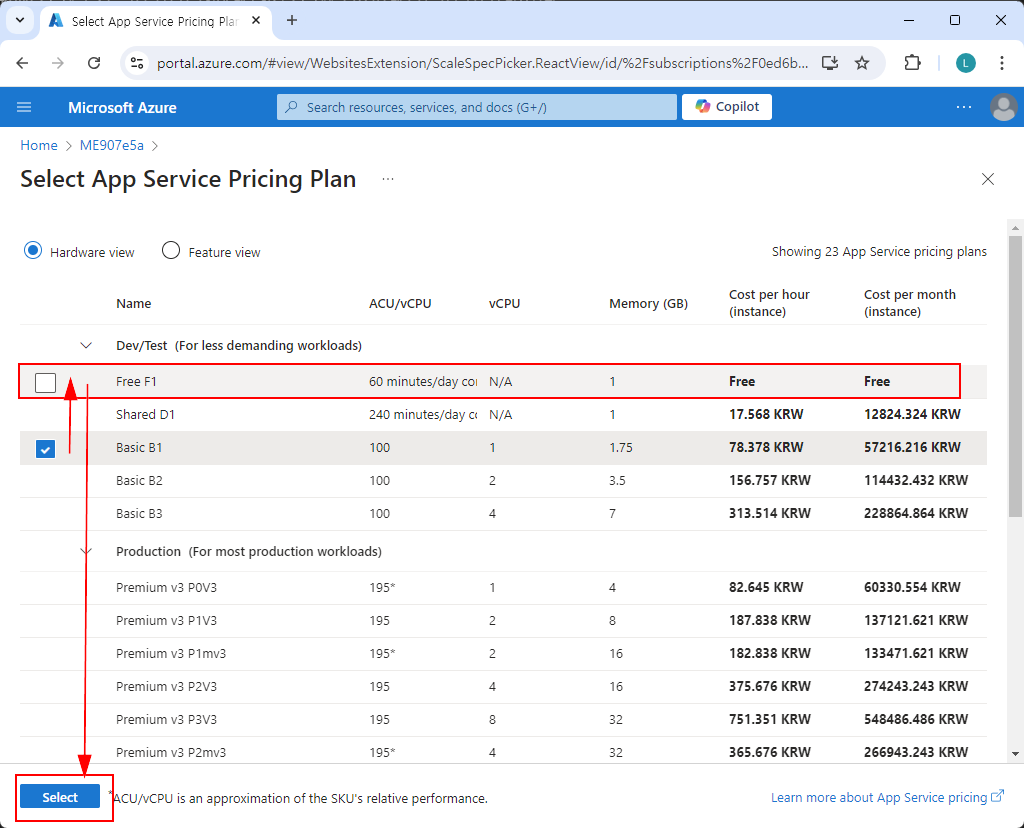 Select App Service Pricing Plan
portal.azure.com/#view/WebsitesExtension/ScaleSpecPicker.ReactView/id/%2Fsubscriptions%2F0ed6b...
L
Microsoft Azure
Search resources, services, and docs (G+/)
Copilot
...
Home > ME907e5a >
Select App Service Pricing Plan ...
Hardware view Feature view Showing 23 App Service pricing plans
Name ACU/vCPU vCPU Memory (GB) Cost per hour (instance) Cost per month (instance)
Dev/Test (For less demanding workloads)
Free F1 60 minutes/day co N/A 1 Free Free
Shared D1 240 minutes/day c N/A 1 17.568 KRW 12824.324 KRW
Basic B1 100 1 1.75 78.378 KRW 57216.216 KRW
Basic B2 100 2 3.5 156.757 KRW 114432.432 KRW
Basic B3 100 4 7 313.514 KRW 228864.864 KRW
Production (For most production workloads)
Premium v3 P0V3 195* 1 4 82.645 KRW 60330.554 KRW
Premium v3 P1V3 195 2 8 187.838 KRW 137121.621 KRW
Premium v3 P1mv3 195* 2 16 182.838 KRW 133471.621 KRW
Premium v3 P2V3 195 4 16 375.676 KRW 274243.243 KRW
Premium v3 P3V3 195 8 32 751.351 KRW 548486.486 KRW
Premium v3 P2mv3 195* 4 32 365.676 KRW 266943.243 KRW
Select *ACU/vCPU is an approximation of the SKU's relative performance. Learn more about App Service pricing